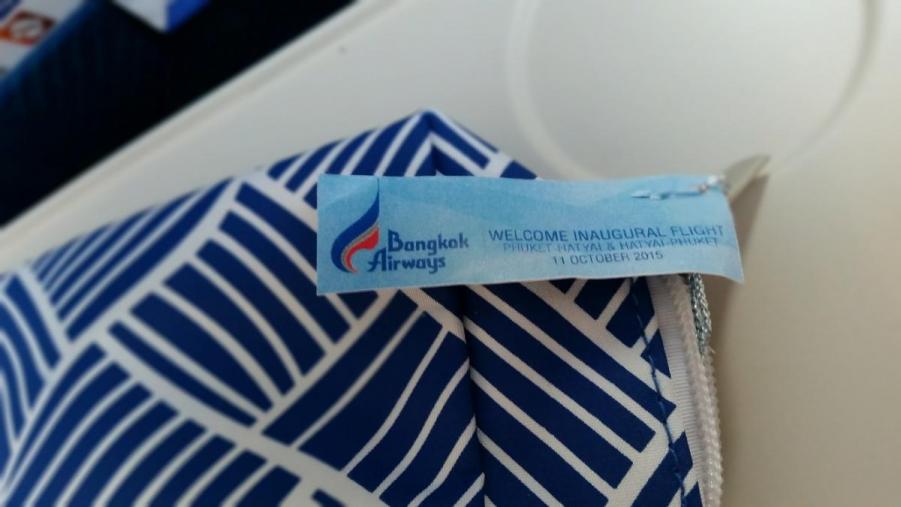 Bangkok
Airways
WELCOME INAUGURAL FLIGHT
PHUKET-HATYAI & HATYAI-PHUKET
11 OCTOBER 2015